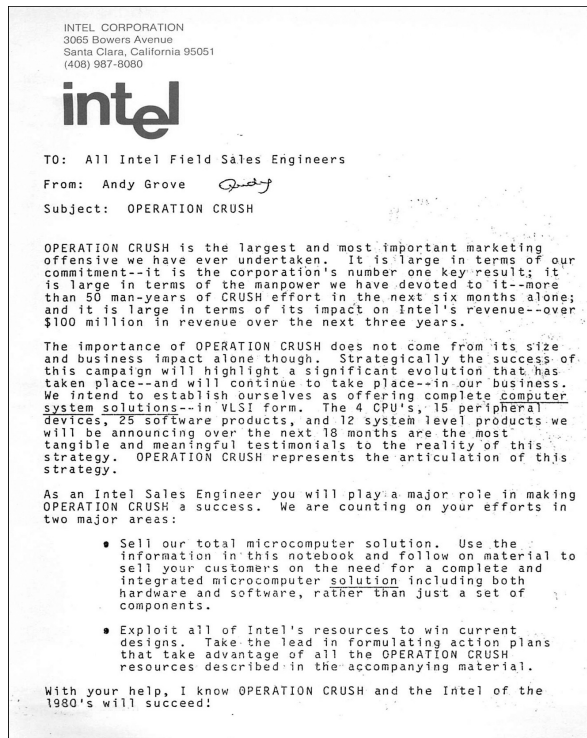 INTEL CORPORATION
3065 Bowers Avenue
Santa Clara, California 95051
(408) 987-8080
intel
TO: All Intel Field Sales Engineers
From: Andy Grove Andy
Subject: OPERATION CRUSH
OPERATION CRUSH is the largest and most important marketing
offensive we have ever undertaken. It is large in terms of our
commitment--it is the corporation's number one key result; it
is large in terms of the manpower we have devoted to it--more
than 50 man-years of CRUSH effort in the next six months alone;
and it is large in terms of its impact on Intel's revenue--over
$100 million in revenue over the next three years.
The importance of OPERATION CRUSH does not come from its size
and business impact alone though. Strategically the success of
this campaign will highlight a significant evolution that has
taken place--and will continue to take place--in our business.
We intend to establish ourselves as offering complete computer
system solutions--in VLSI form. The 4 CPU's, 15 peripheral
devices, 25 software products, and 12 system level products we
will be announcing over the next 18 months are the most
tangible and meaningful testimonials to the reality of this
strategy. OPERATION CRUSH represents the articulation of this
strategy.
As an Intel Sales Engineer you will play a major role in making
OPERATION CRUSH a success. We are counting on your efforts in
two major areas:
• Sell our total microcomputer solution. Use the
information in this notebook and follow on material to
sell your customers on the need for a complete and
integrated microcomputer solution including both
hardware and software, rather than just a set of
components.
• Exploit all of Intel's resources to win current
designs. Take the lead in formulating action plans
that take advantage of all the OPERATION CRUSH
resources described in the accompanying material.
With your help, I know OPERATION CRUSH and the Intel of the
1980's will succeed!